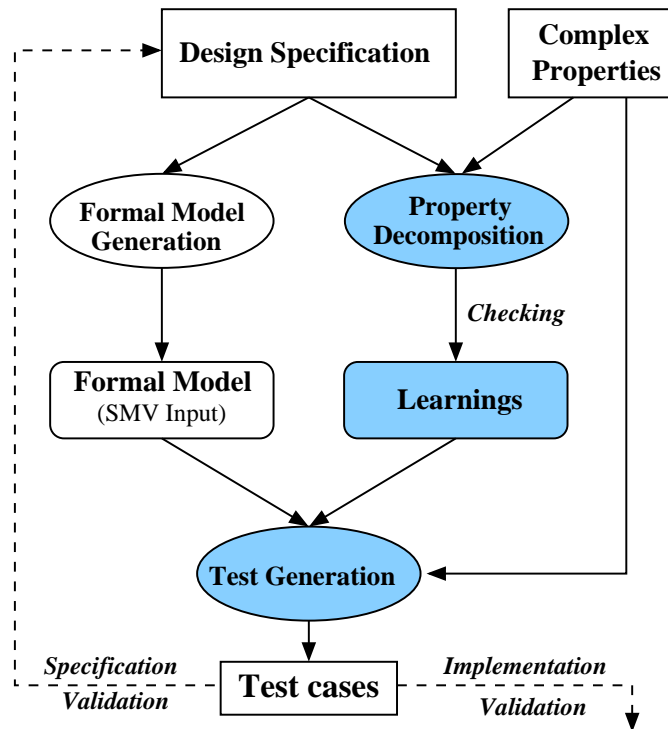 Design Specification
Complex
Properties
Formal Model
Generation
Property
Decomposition
Checking
Formal Model
(SMV Input)
Learnings
Test Generation
Specification
Validation
Test cases
Implementation
Validation